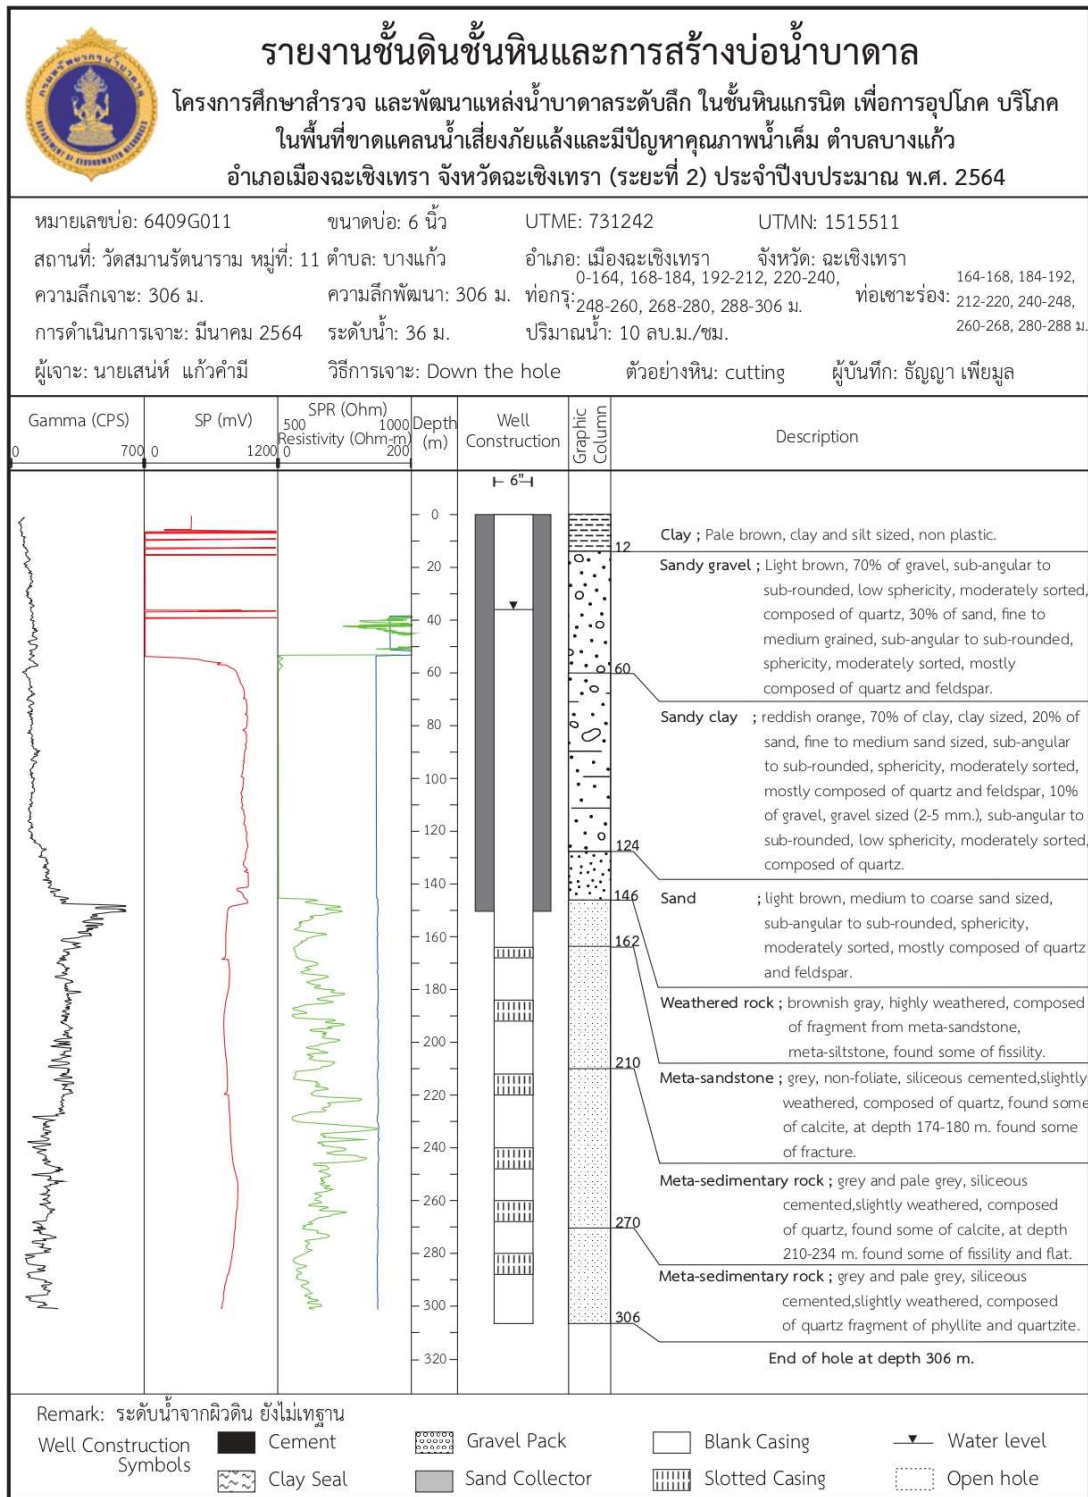 รายงานชั้นดินชั้นหินและการสร้างบ่อน้ำบาดาล
โครงการศึกษาสำรวจ และพัฒนาแหล่งน้ำบาดาลระดับลึก ในชั้นหินแกรนิต เพื่อการอุปโภค บริโภค
ในพื้นที่ขาดแคลนน้ำเสี่ยงภัยแล้งและมีปัญหาคุณภาพน้ำเค็ม ตำบลบางแก้ว
อำเภอเมืองฉะเชิงเทรา จังหวัดฉะเชิงเทรา (ระยะที่ 2) ประจำปีงบประมาณ พ.ศ. 2564
กรมทรัพยากรน้ำบาดาล
DEPARTMENT OF GROUNDWATER RESOURCES
หมายเลขบ่อ: 6409G011 ขนาดบ่อ: 6 นิ้ว UTME: 731242 UTMN: 1515511
สถานที่: วัดสมานรัตนาราม หมู่ที่: 11 ตำบล: บางแก้ว อำเภอ: เมืองฉะเชิงเทรา จังหวัด: ฉะเชิงเทรา
ความลึกเจาะ: 306 ม. ความลึกพัฒนา: 306 ม. ท่อกรุ: 0-164, 168-184, 192-212, 220-240,
248-260, 268-280, 288-306 ม.
ท่อเซาะร่อง: 164-168, 184-192,
212-220, 240-248,
260-268, 280-288 ม.
การดำเนินการเจาะ: มีนาคม 2564 ระดับน้ำ: 36 ม. ปริมาณน้ำ: 10 ลบ.ม./ชม.
ผู้เจาะ: นายเสน่ห์ แก้วคำมี วิธีการเจาะ: Down the hole ตัวอย่างหิน: cutting ผู้บันทึก: ธัญญา เพียมูล
Gamma (CPS)
0 700
SP (mV)
0 1200
SPR (Ohm)
500 1000
Resistivity (Ohm-m)
0 200
Depth
(m)
Well
Construction
Graphic
Column
Description
6"
0
20
40
60
80
100
120
140
160
180
200
220
240
260
280
300
320
12
60
124
146
162
210
270
306
Clay ; Pale brown, clay and silt sized, non plastic.
Sandy gravel ; Light brown, 70% of gravel, sub-angular to
sub-rounded, low sphericity, moderately sorted,
composed of quartz, 30% of sand, fine to
medium grained, sub-angular to sub-rounded,
sphericity, moderately sorted, mostly
composed of quartz and feldspar.
Sandy clay ; reddish orange, 70% of clay, clay sized, 20% of
sand, fine to medium sand sized, sub-angular
to sub-rounded, sphericity, moderately sorted,
mostly composed of quartz and feldspar, 10%
of gravel, gravel sized (2-5 mm.), sub-angular to
sub-rounded, low sphericity, moderately sorted,
composed of quartz.
Sand ; light brown, medium to coarse sand sized,
sub-angular to sub-rounded, sphericity,
moderately sorted, mostly composed of quartz
and feldspar.
Weathered rock ; brownish gray, highly weathered, composed
of fragment from meta-sandstone,
meta-siltstone, found some of fissility.
Meta-sandstone ; grey, non-foliate, siliceous cemented,slightly
weathered, composed of quartz, found some
of calcite, at depth 174-180 m. found some
of fracture.
Meta-sedimentary rock ; grey and pale grey, siliceous
cemented,slightly weathered, composed
of quartz, found some of calcite, at depth
210-234 m. found some of fissility and flat.
Meta-sedimentary rock ; grey and pale grey, siliceous
cemented,slightly weathered, composed
of quartz fragment of phyllite and quartzite.
End of hole at depth 306 m.
Remark: ระดับน้ำจากผิวดิน ยังไม่เทฐาน
Well Construction
Symbols
Cement
Gravel Pack
Blank Casing
Water level
Clay Seal
Sand Collector
Slotted Casing
Open hole